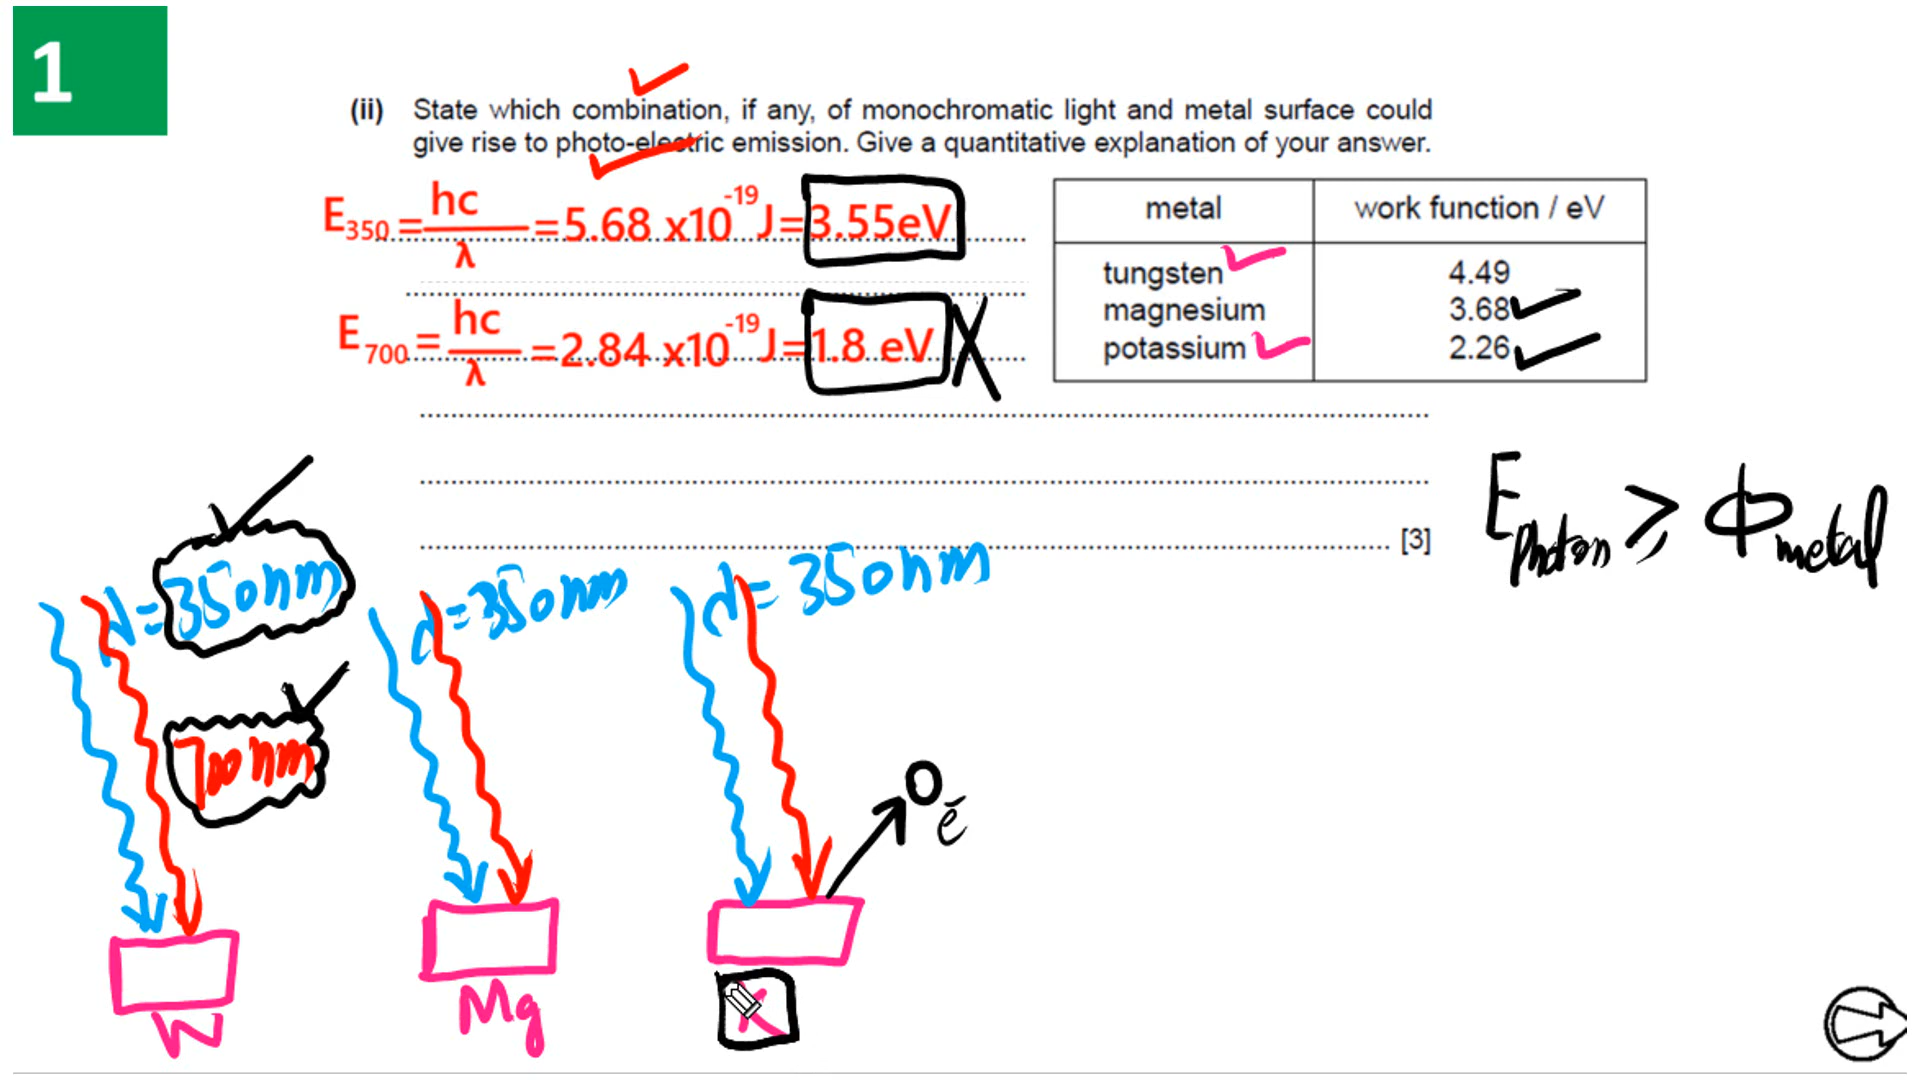 1
(ii) State which combination, if any, of monochromatic light and metal surface could
give rise to photo-electric emission. Give a quantitative explanation of your answer.
E350 = hc/λ = 5.68 x10^-19 J = 3.55eV
E700 = hc/λ = 2.84 x10^-19 J = 1.8 eV X
metal work function / eV
tungsten 4.49
magnesium 3.68
potassium 2.26
[3]
E photon ≥ Φ metal
λ = 350nm
λ = 350nm
λ = 350nm
700nm
e-
W
Mg
K